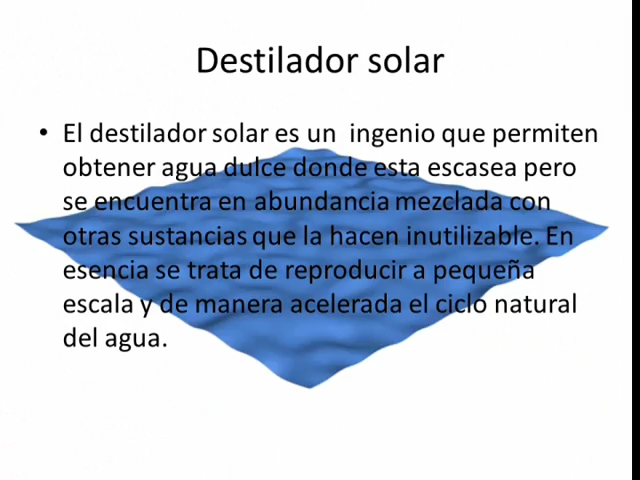 Destilador solar
• El destilador solar es un  ingenio que permiten
obtener agua dulce donde esta escasea pero
se encuentra en abundancia mezclada con
otras sustancias que la hacen inutilizable. En
esencia se trata de reproducir a pequeña
escala y de manera acelerada el ciclo natural
del agua.